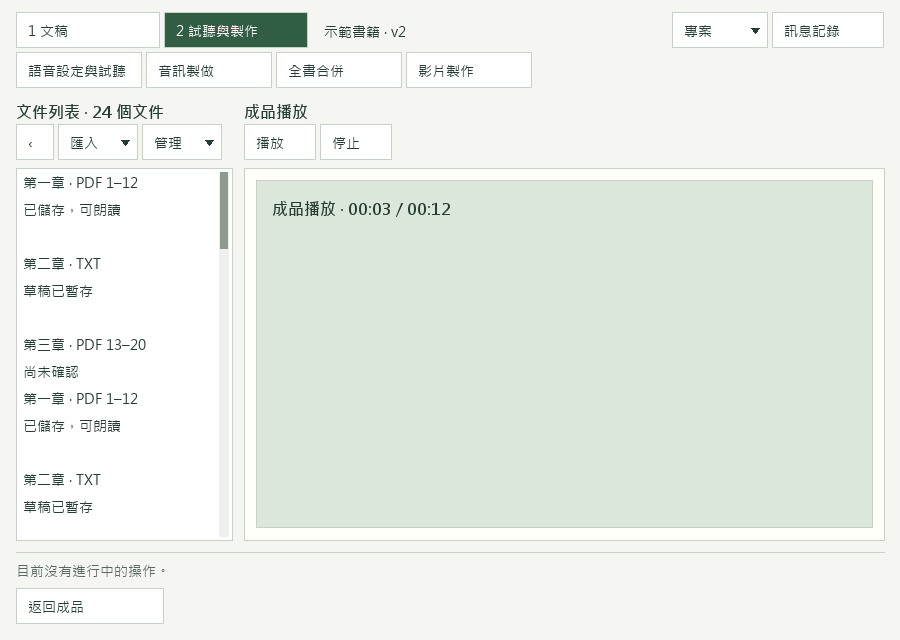 1 文稿
2 試聽與製作
示範書籍 · v2
專案
訊息記錄
語音設定與試聽
音訊製做
全書合併
影片製作
文件列表 · 24 個文件
成品播放
‹
匯入
管理
播放
停止
第一章 · PDF 1–12
已儲存，可朗讀
第二章 · TXT
草稿已暫存
第三章 · PDF 13–20
尚未確認
第一章 · PDF 1–12
已儲存，可朗讀
第二章 · TXT
草稿已暫存
成品播放 · 00:03 / 00:12
目前沒有進行中的操作。
返回成品